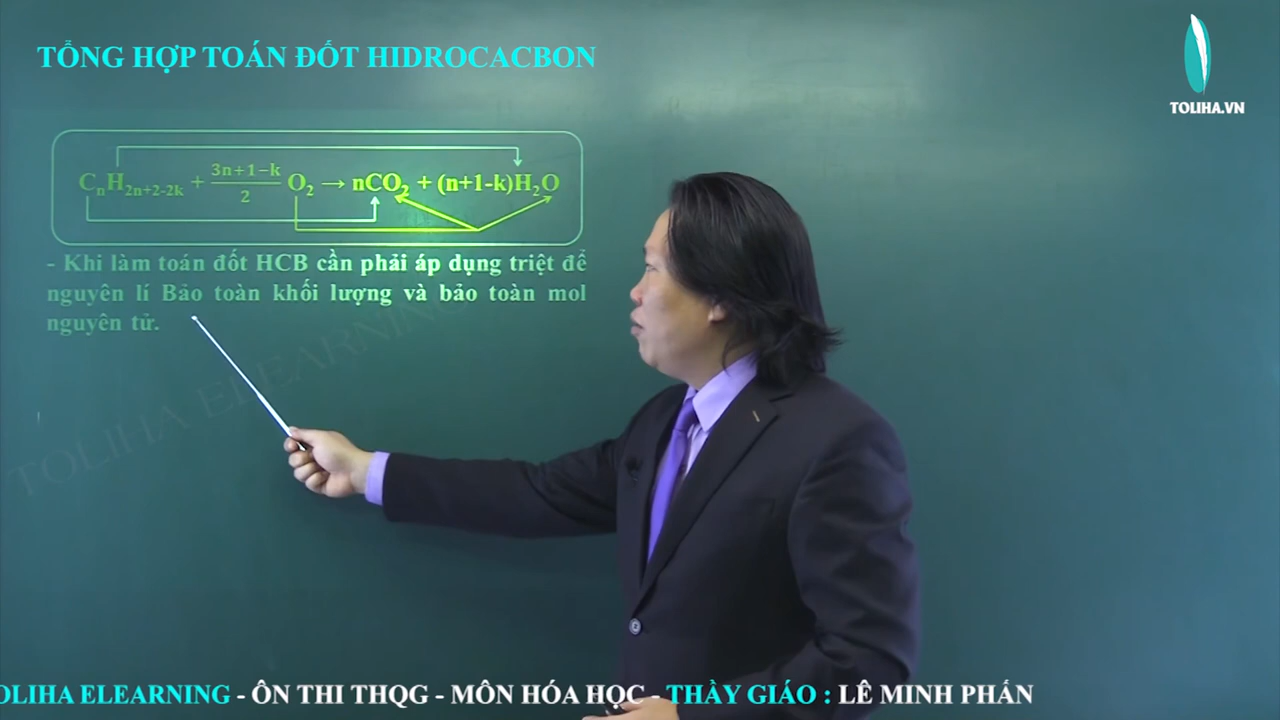 TỔNG HỢP TOÁN ĐỐT HIDROCACBON
TOLIHA.VN
CₙH₂ₙ₊₂₋₂ₖ + (3n+1−k)/2 O₂ → nCO₂ + (n+1-k)H₂O
- Khi làm toán đốt HCB cần phải áp dụng triệt để
nguyên lí Bảo toàn khối lượng và bảo toàn mol
nguyên tử.
TOLIHA ELEARNING
OLIHA ELEARNING - ÔN THI THQG - MÔN HÓA HỌC - THẦY GIÁO : LÊ MINH PHẤN